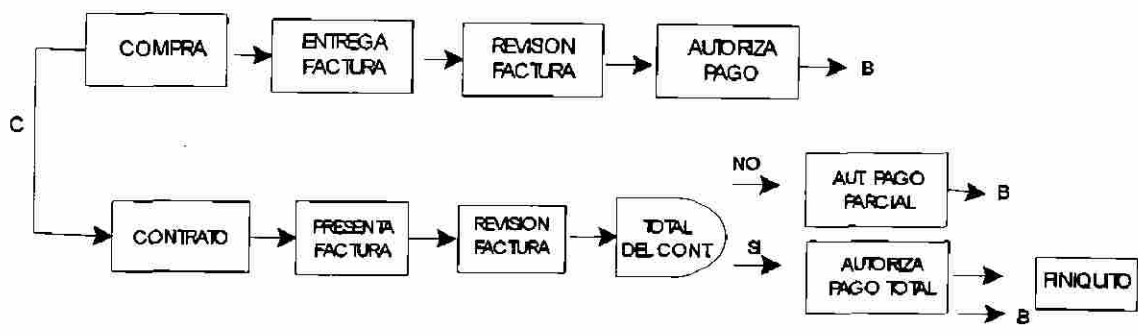 COMPRA
ENTREGA
FACTURA
REVISION
FACTURA
AUTORIZA
PAGO
B
C
CONTRATO
PRESENTA
FACTURA
REVISION
FACTURA
TOTAL
DEL CONT.
NO
AUT. PAGO
PARCIAL
B
SI
AUTORIZA
PAGO TOTAL
B
FINIQUITO